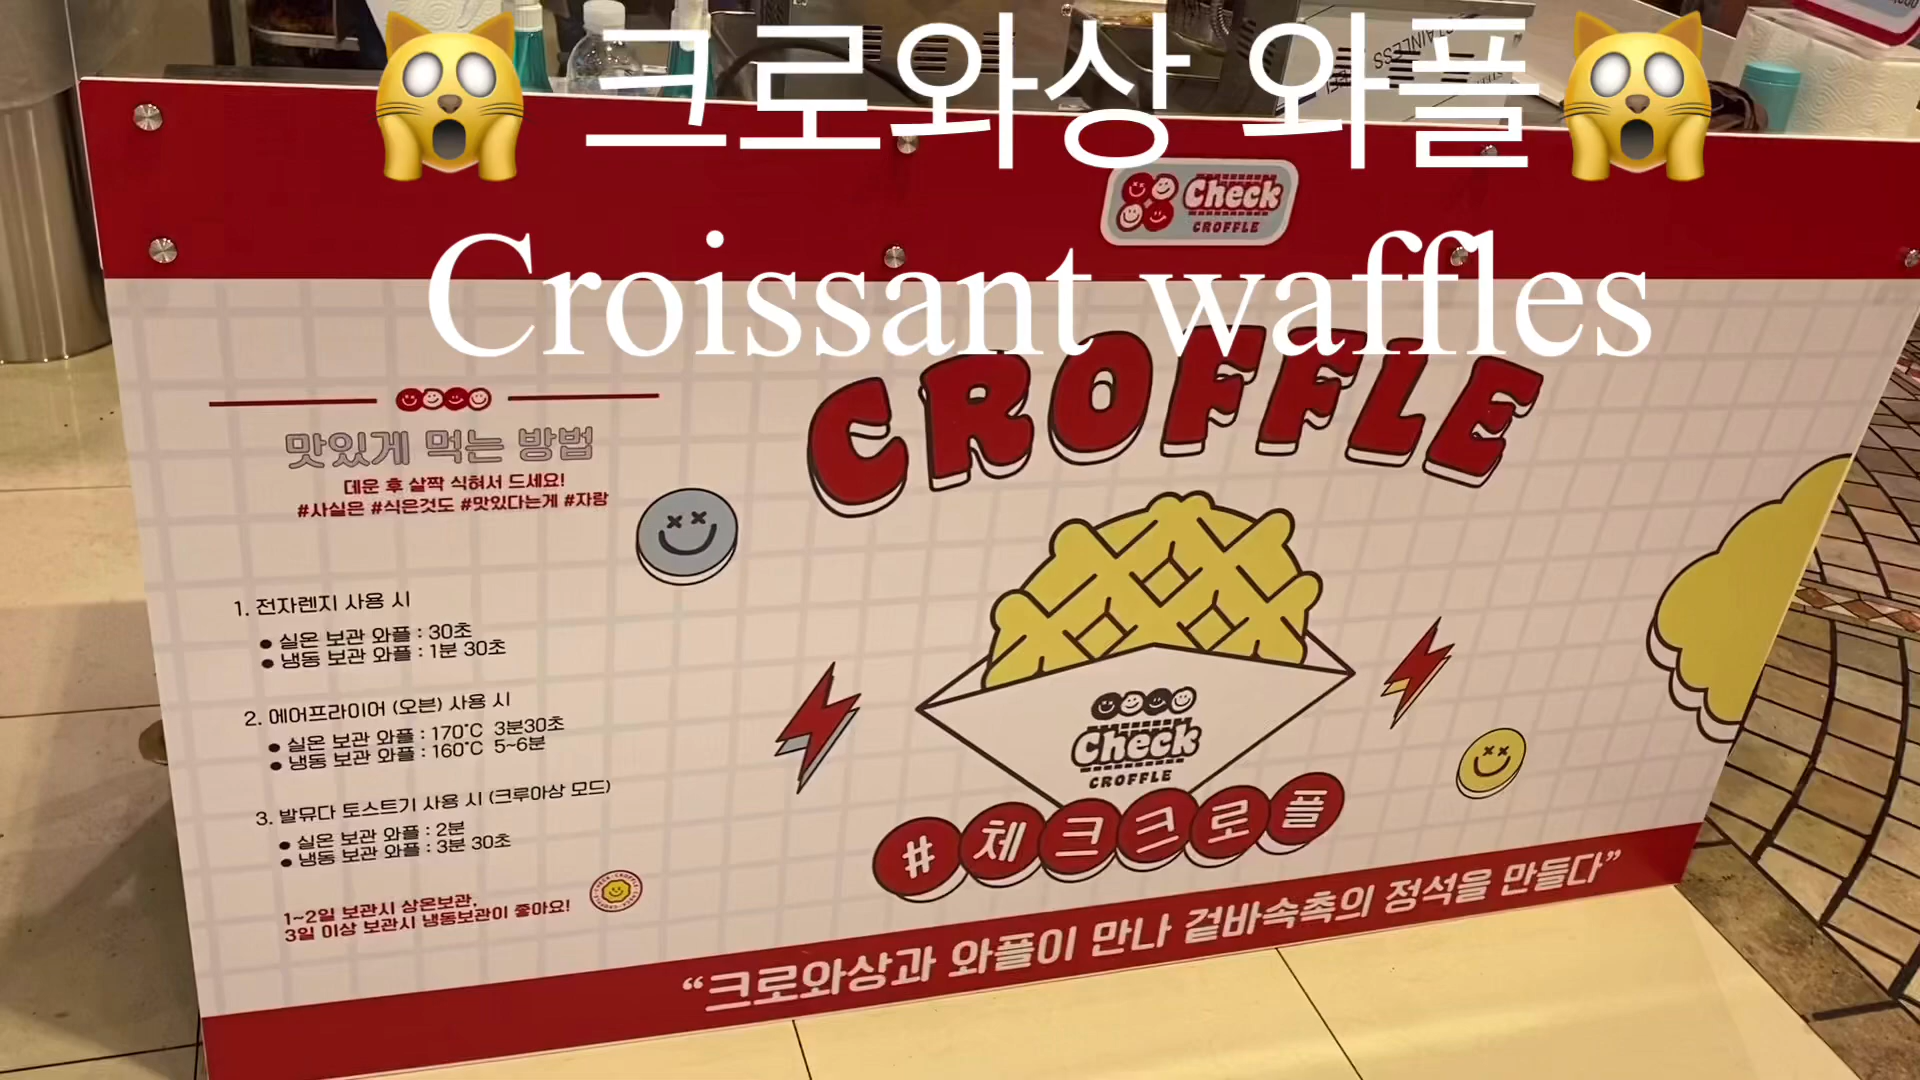 🙀 크로와상 와플🙀
Croissant waffles
STAINLESS
Check
CROFFLE
CROFFLE
맛있게 먹는 방법
데운 후 살짝 식혀서 드세요!
#사실은 #식은것도 #맛있다는게 #자랑
1. 전자렌지 사용 시
● 실온 보관 와플 : 30초
● 냉동 보관 와플 : 1분 30초
2. 에어프라이어 (오븐) 사용 시
● 실온 보관 와플 : 170°C 3분30초
● 냉동 보관 와플 : 160°C 5~6분
3. 발뮤다 토스트기 사용 시 (크루아상 모드)
● 실온 보관 와플 : 2분
● 냉동 보관 와플 : 3분 30초
1~2일 보관시 상온보관,
3일 이상 보관시 냉동보관이 좋아요!
Check
CROFFLE
#체크크로플
“크로와상과 와플이 만나 겉바속촉의 정석을 만들다”